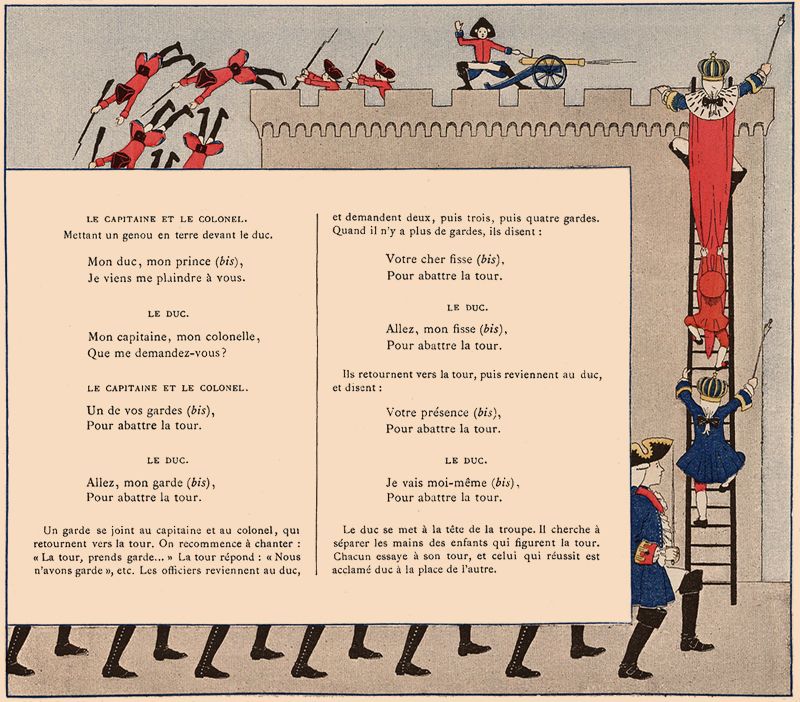 LE CAPITAINE ET LE COLONEL.
Mettant un genou en terre devant le duc.
Mon duc, mon prince (bis),
Je viens me plaindre à vous.
LE DUC.
Mon capitaine, mon colonelle,
Que me demandez-vous?
LE CAPITAINE ET LE COLONEL.
Un de vos gardes (bis),
Pour abattre la tour.
LE DUC.
Allez, mon garde (bis),
Pour abattre la tour.
Un garde se joint au capitaine et au colonel, qui
retournent vers la tour. On recommence à chanter :
« La tour, prends garde... » La tour répond : « Nous
n'avons garde », etc. Les officiers reviennent au duc,
et demandent deux, puis trois, puis quatre gardes.
Quand il n'y a plus de gardes, ils disent :
Votre cher fisse (bis),
Pour abattre la tour.
LE DUC.
Allez, mon fisse (bis),
Pour abattre la tour.
Ils retournent vers la tour, puis reviennent au duc,
et disent :
Votre présence (bis),
Pour abattre la tour.
LE DUC.
Je vais moi-même (bis),
Pour abattre la tour.
Le duc se met à la tête de la troupe. Il cherche à
séparer les mains des enfants qui figurent la tour.
Chacun essaye à son tour, et celui qui réussit est
acclamé duc à la place de l'autre.